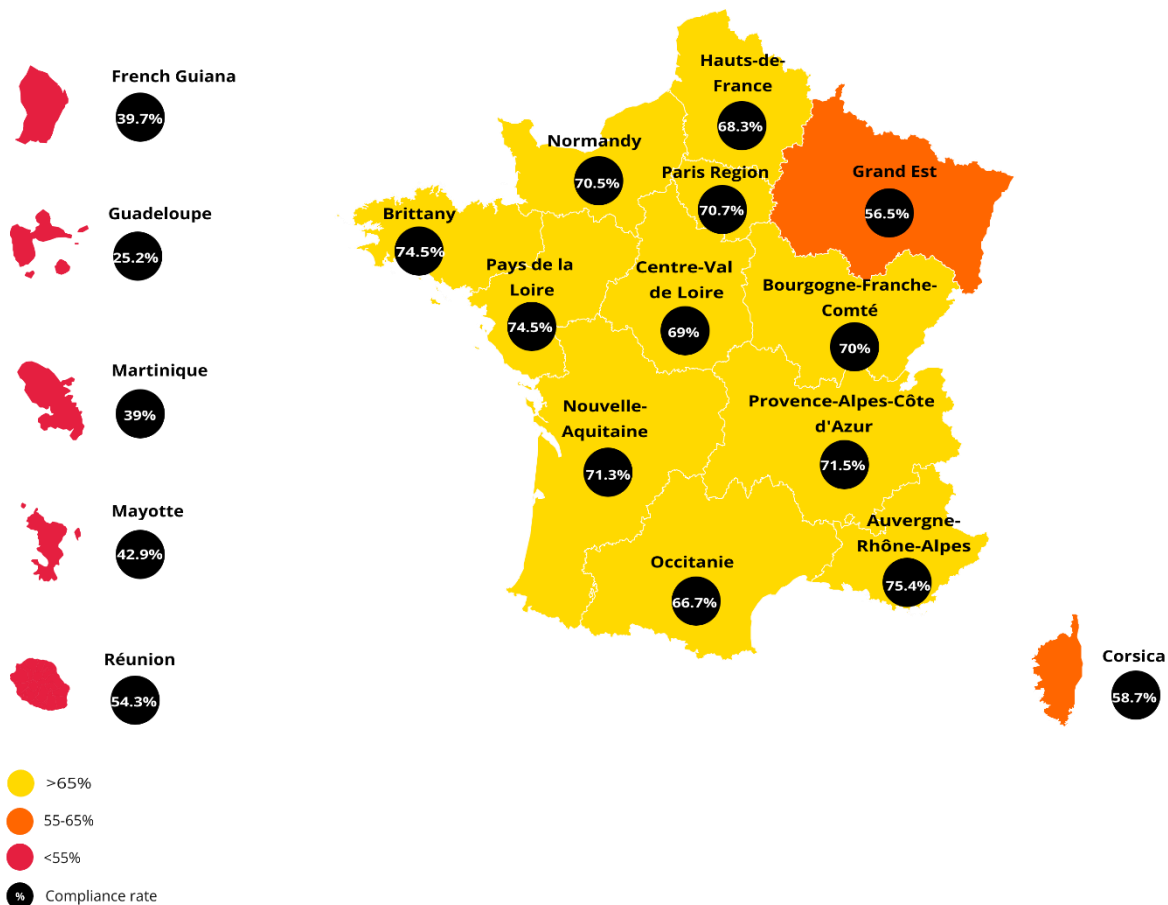 French Guiana
39.7%
Guadeloupe
25.2%
Martinique
39%
Mayotte
42.9%
Réunion
54.3%
Hauts-de-
France
68.3%
Normandy
70.5%
Paris Region
70.7%
Grand Est
56.5%
Brittany
74.5%
Pays de la
Loire
74.5%
Centre-Val
de Loire
69%
Bourgogne-Franche-
Comté
70%
Nouvelle-
Aquitaine
71.3%
Provence-Alpes-Côte
d'Azur
71.5%
Auvergne-
Rhône-Alpes
75.4%
Occitanie
66.7%
Corsica
58.7%
>65%
55-65%
<55%
% Compliance rate